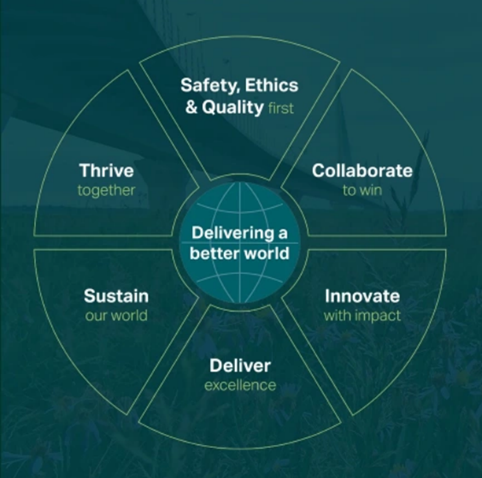 Safety, Ethics
& Quality first
Collaborate
to win
Innovate
with impact
Deliver
excellence
Sustain
our world
Thrive
together
Delivering a
better world